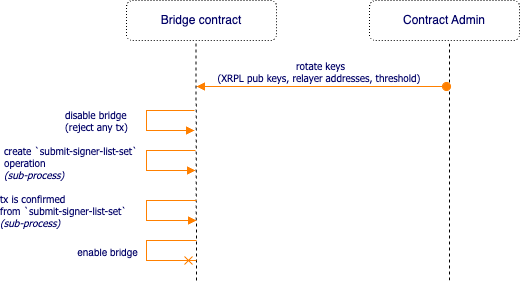 Bridge contract
Contract Admin
rotate keys
(XRPL pub keys, relayer addresses, threshold)
disable bridge
(reject any tx)
create `submit-signer-list-set`
operation
(sub-process)
tx is confirmed
from `submit-signer-list-set`
(sub-process)
enable bridge